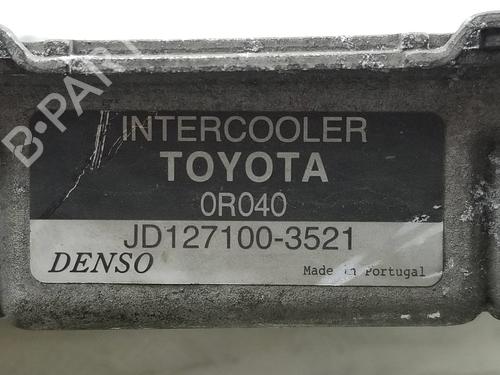 B-PARTS
INTERCOOLER
TOYOTA
0R040
JD127100-3521
DENSO
Made in Portugal